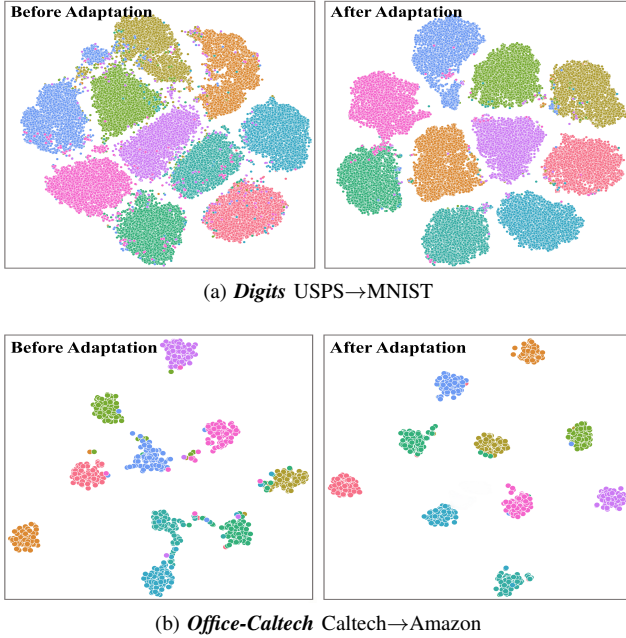 Before Adaptation
After Adaptation
(a) Digits USPS→MNIST
Before Adaptation
After Adaptation
(b) Office-Caltech Caltech→Amazon